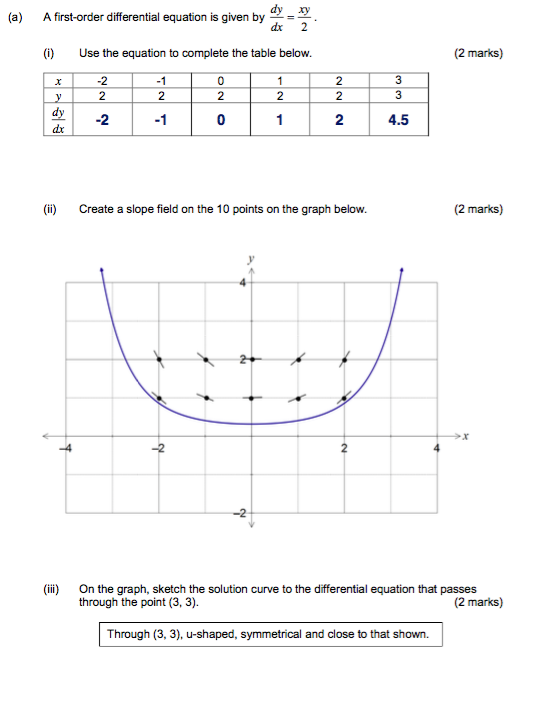 (a) A first-order differential equation is given by dy/dx = xy/2 .
(i) Use the equation to complete the table below. (2 marks)
x -2 -1 0 1 2 3
y 2 2 2 2 2 3
dy/dx -2 -1 0 1 2 4.5
(ii) Create a slope field on the 10 points on the graph below. (2 marks)
y
4
2
x
-4 -2 2 4
-2
(iii) On the graph, sketch the solution curve to the differential equation that passes
through the point (3, 3). (2 marks)
Through (3, 3), u-shaped, symmetrical and close to that shown.